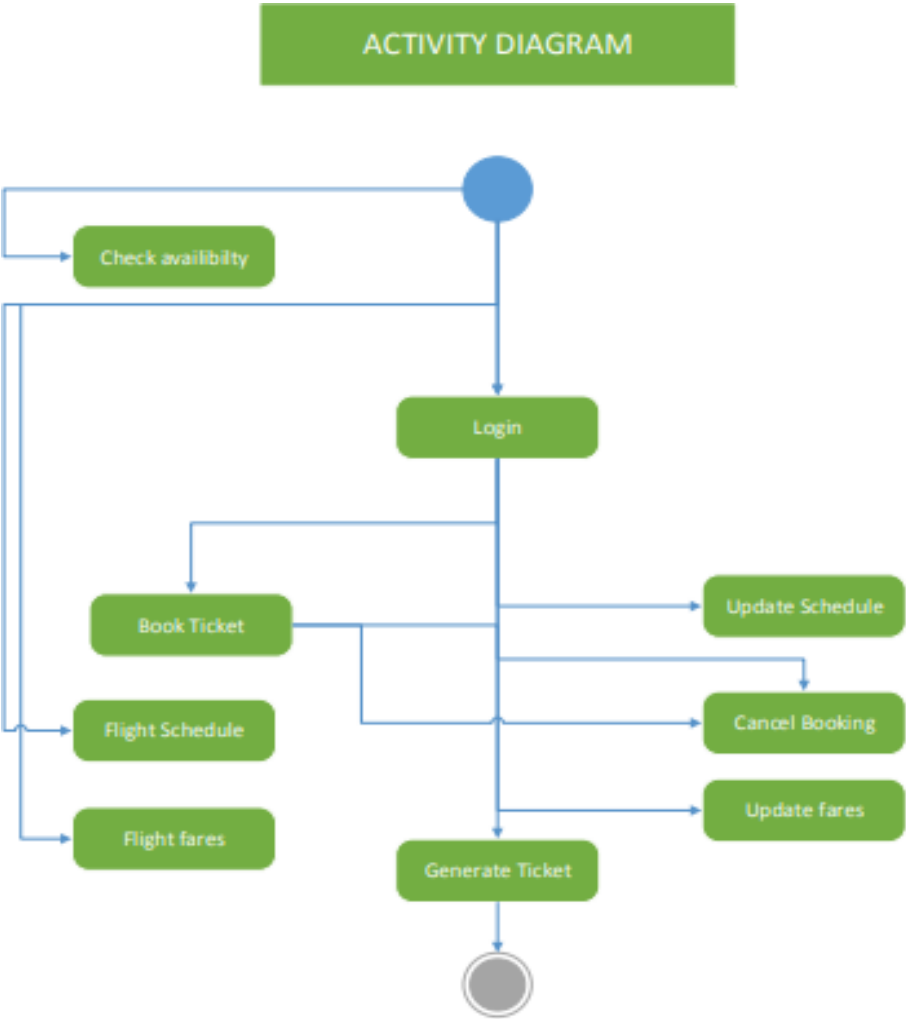 ACTIVITY DIAGRAM
Check availibilty
Login
Book Ticket
Update Schedule
Flight Schedule
Cancel Booking
Update fares
Flight fares
Generate Ticket